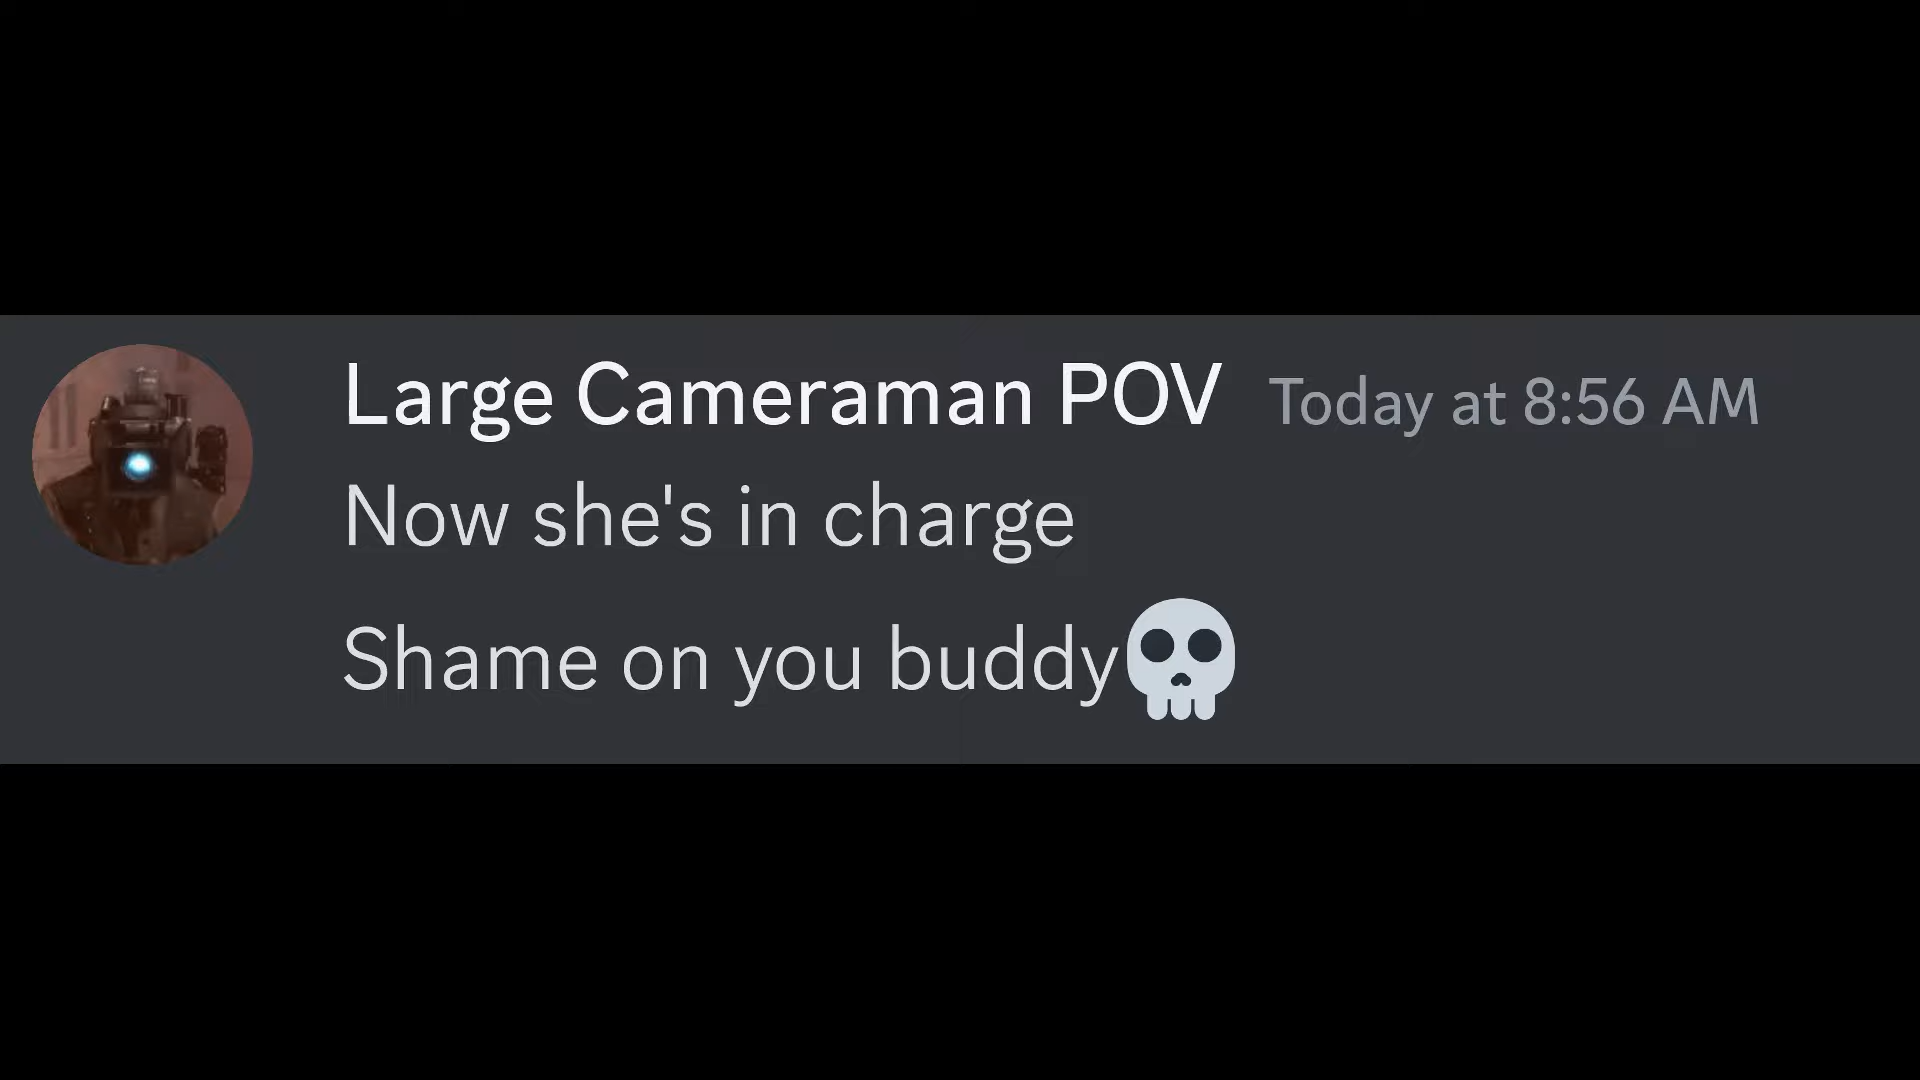 Large Cameraman POV Today at 8:56 AM
Now she's in charge
Shame on you buddy💀